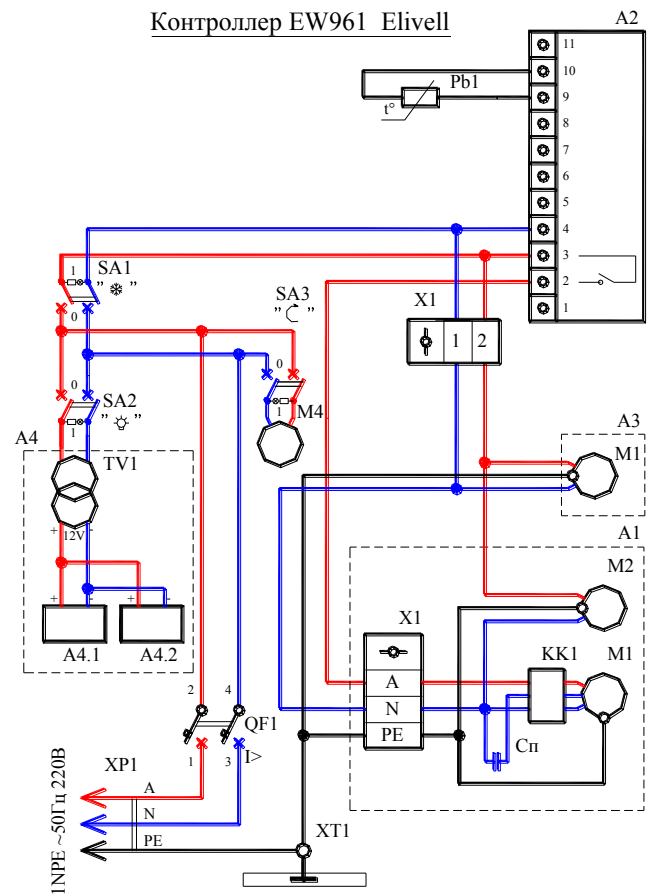 Контроллер EW961 Elivell
A2
11
10
9
8
7
6
5
4
3
2
1
Pb1
t°
1
SA1
" "
0
SA3
" "
0
1
M4
X1
1
2
0
SA2
1
" "
A4
TV1
12V
+
-
+
-
+
-
A4.1
A4.2
A3
M1
A1
M2
X1
A
N
PE
KK1
M1
Сп
2
4
QF1
1
3
I>
XP1
A
N
PE
1NPE ~50Гц 220В
XT1